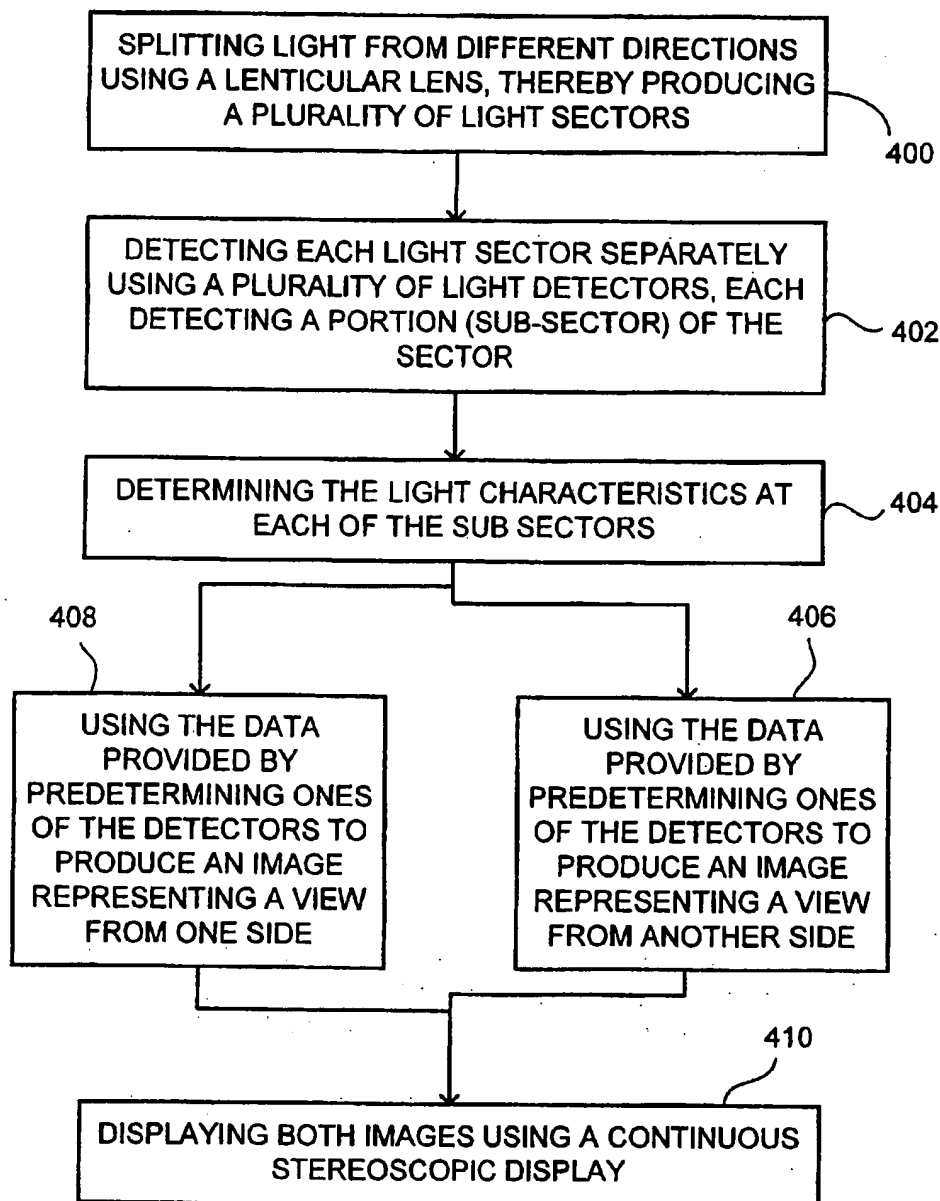 SPLITTING LIGHT FROM DIFFERENT DIRECTIONS
USING A LENTICULAR LENS, THEREBY PRODUCING
A PLURALITY OF LIGHT SECTORS
400
DETECTING EACH LIGHT SECTOR SEPARATELY
USING A PLURALITY OF LIGHT DETECTORS, EACH
DETECTING A PORTION (SUB-SECTOR) OF THE
SECTOR
402
DETERMINING THE LIGHT CHARACTERISTICS AT
EACH OF THE SUB SECTORS
404
408
USING THE DATA
PROVIDED BY
PREDETERMINING ONES
OF THE DETECTORS TO
PRODUCE AN IMAGE
REPRESENTING A VIEW
FROM ONE SIDE
406
USING THE DATA
PROVIDED BY
PREDETERMINING ONES
OF THE DETECTORS TO
PRODUCE AN IMAGE
REPRESENTING A VIEW
FROM ANOTHER SIDE
410
DISPLAYING BOTH IMAGES USING A CONTINUOUS
STEREOSCOPIC DISPLAY